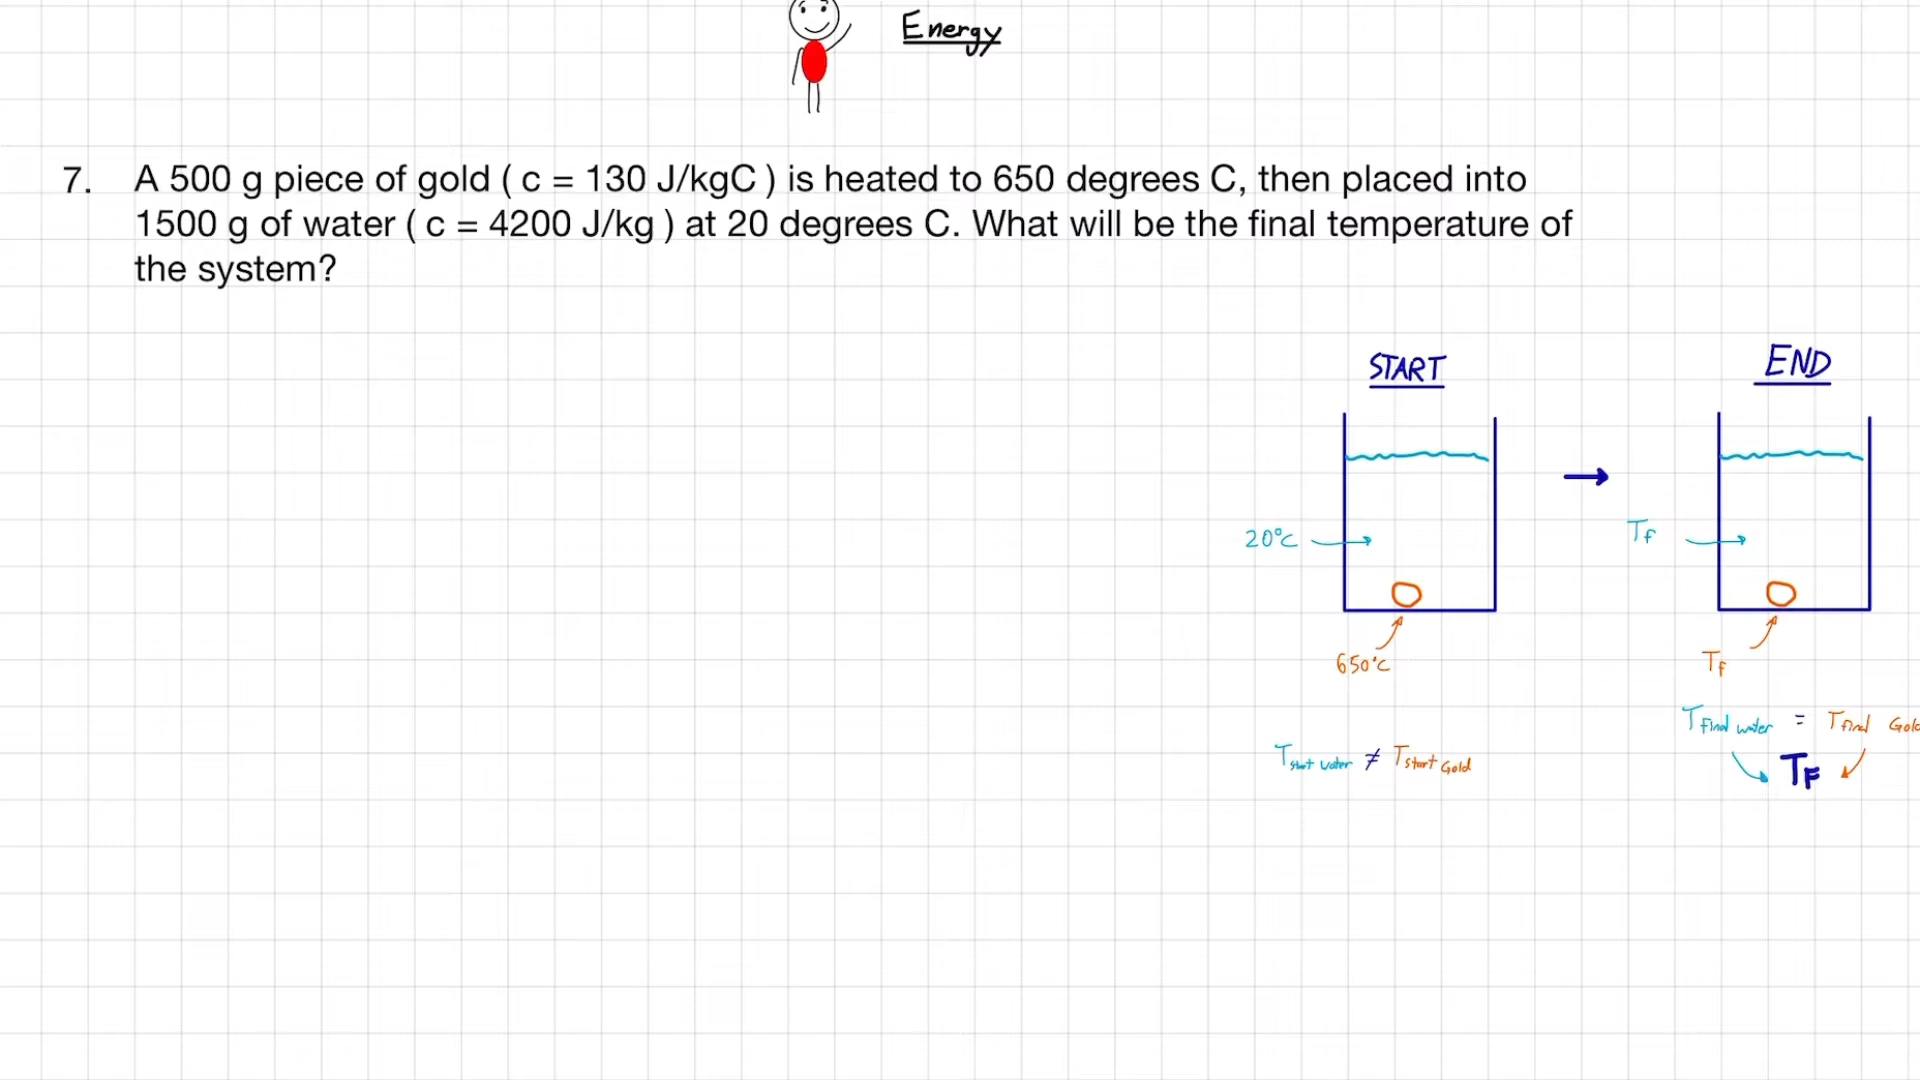 Energy
7. A 500 g piece of gold ( c = 130 J/kgC ) is heated to 650 degrees C, then placed into
1500 g of water ( c = 4200 J/kg ) at 20 degrees C. What will be the final temperature of
the system?
START
END
20°C
Tf
650°C
Tf
Tfinal water = Tfinal Gold
Tstart water ≠ Tstart Gold
TF